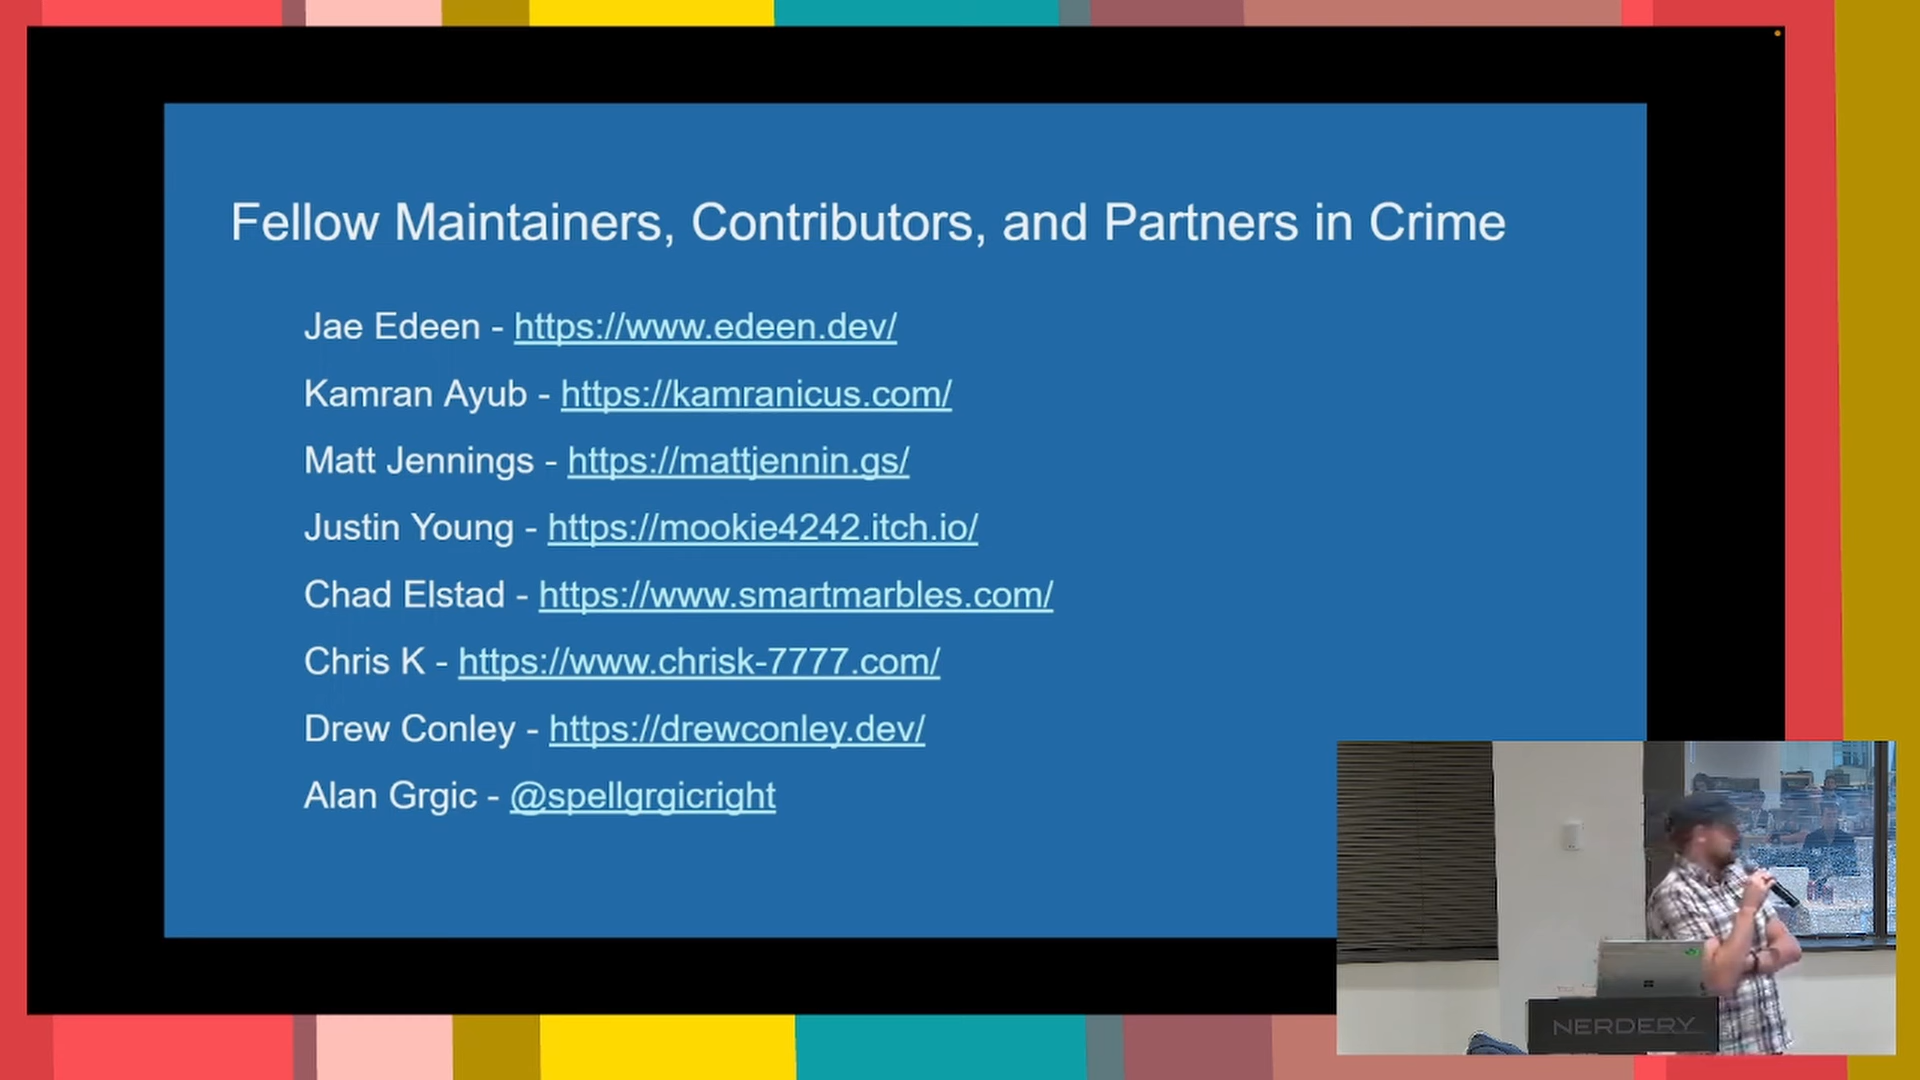 Fellow Maintainers, Contributors, and Partners in Crime
Jae Edeen - https://www.edeen.dev/
Kamran Ayub - https://kamranicus.com/
Matt Jennings - https://mattjennin.gs/
Justin Young - https://mookie4242.itch.io/
Chad Elstad - https://www.smartmarbles.com/
Chris K - https://www.chrisk-7777.com/
Drew Conley - https://drewconley.dev/
Alan Grgic - @spellgrgicright
NERDERY